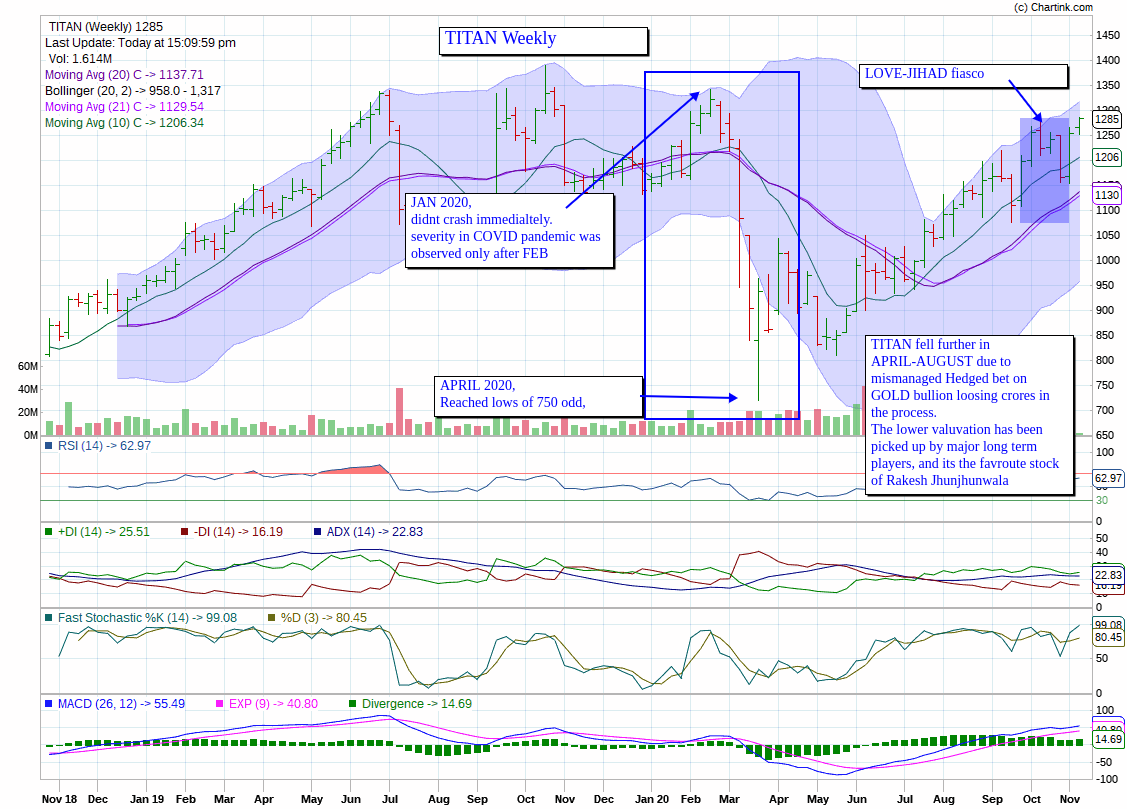 (c) Chartink.com
TITAN (Weekly) 1285
Last Update: Today at 15:09:59 pm
Vol: 1.614M
Moving Avg (20) C -> 1137.71
Bollinger (20, 2) -> 958.0 - 1,317
Moving Avg (21) C -> 1129.54
Moving Avg (10) C -> 1206.34
TITAN Weekly
LOVE-JIHAD fiasco
JAN 2020,
didnt crash immedialtely.
severity in COVID pandemic was
observed only after FEB
APRIL 2020,
Reached lows of 750 odd,
TITAN fell further in
APRIL-AUGUST due to
mismanaged Hedged bet on
GOLD bullion loosing crores in
the process.
The lower valuvation has been
picked up by major long term
players, and its the favroute stock
of Rakesh Jhunjhunwala
1450
1400
1350
1300
1285
1250
1206
1130
1100
1050
1000
950
900
850
800
750
700
650
60M
40M
20M
0M
RSI (14) -> 62.97
100
62.97
30
0
+DI (14) -> 25.51 -DI (14) -> 16.19 ADX (14) -> 22.83
50
40
22.83
16.19
0
Fast Stochastic %K (14) -> 99.08 %D (3) -> 80.45
99.08
80.45
50
0
MACD (26, 12) -> 55.49 EXP (9) -> 40.80 Divergence -> 14.69
100
40.80
14.69
-50
-100
Nov 18 Dec Jan 19 Feb Mar Apr May Jun Jul Aug Sep Oct Nov Dec Jan 20 Feb Mar Apr May Jun Jul Aug Sep Oct Nov